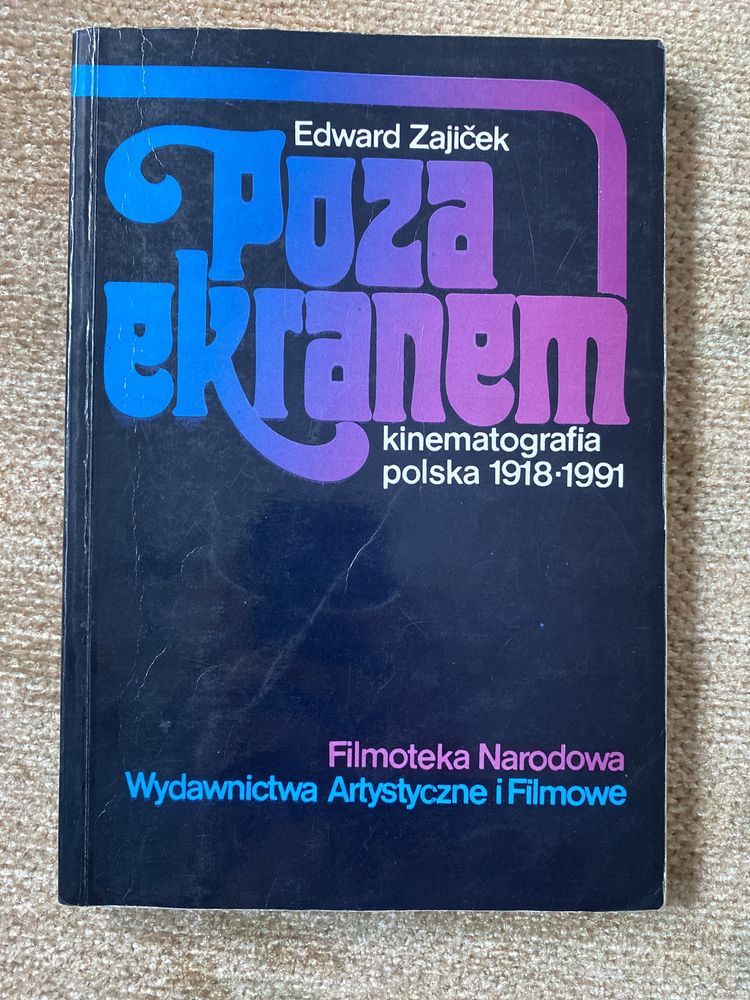 Edward Zajiček
Poza
ekranem
kinematografia
polska 1918·1991
Filmoteka Narodowa
Wydawnictwa Artystyczne i Filmowe